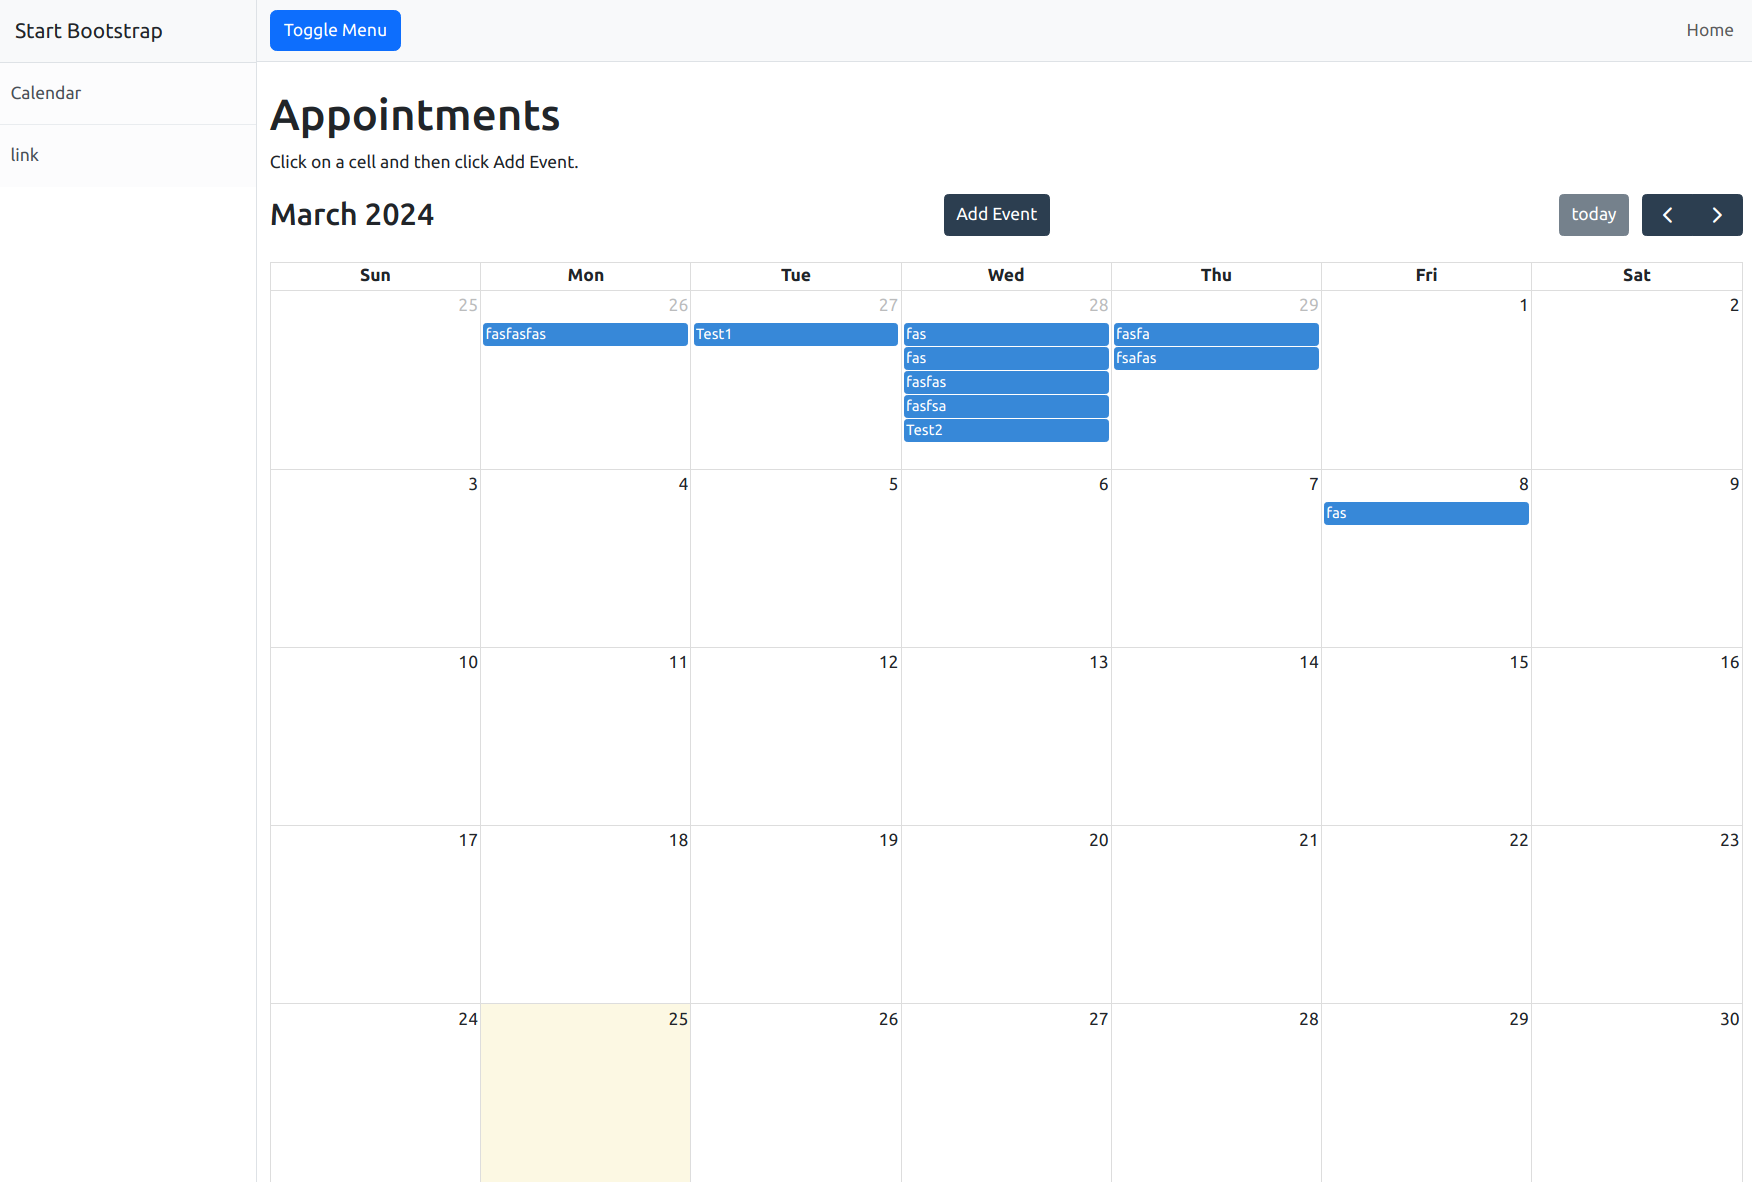 Start Bootstrap
Toggle Menu
Home
Calendar
link
Appointments
Click on a cell and then click Add Event.
March 2024
Add Event
today
Sun Mon Tue Wed Thu Fri Sat
25 26 27 28 29 1 2
fasfasfas Test1 fas fasfa
fas fsafas
fasfas
fasfsa
Test2
3 4 5 6 7 8 9
fas
10 11 12 13 14 15 16
17 18 19 20 21 22 23
24 25 26 27 28 29 30